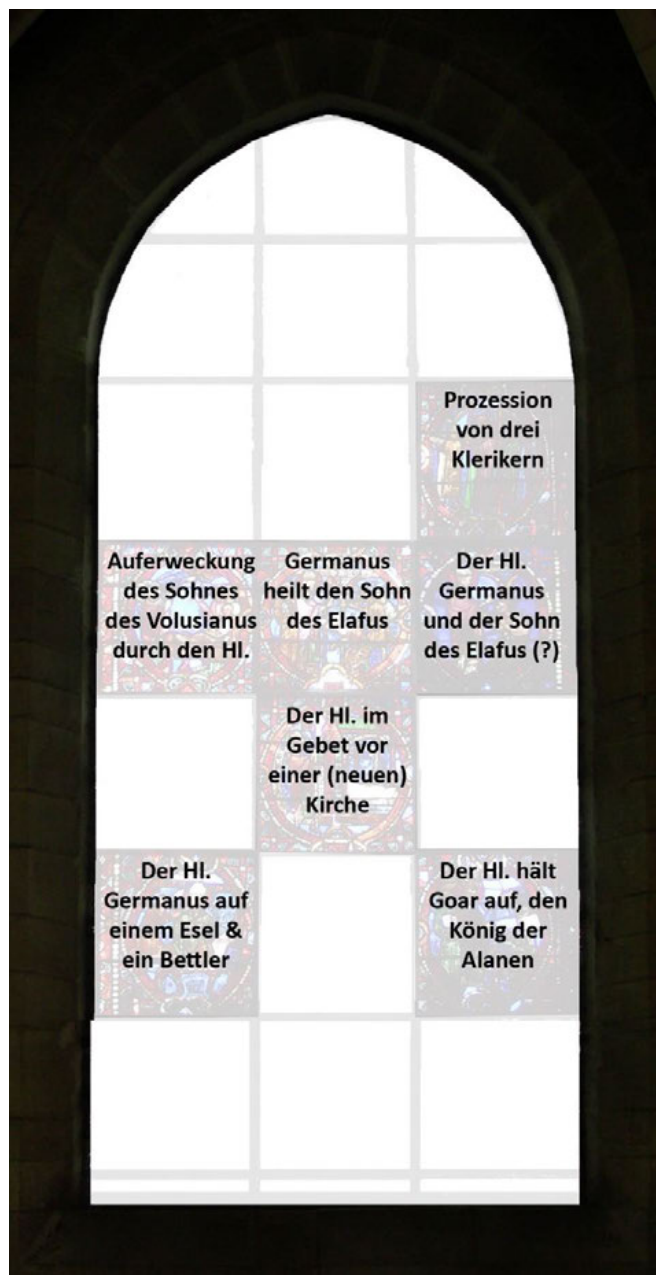 Prozession
von drei
Klerikern
Auferweckung
des Sohnes
des Volusianus
durch den Hl.
Germanus
heilt den Sohn
des Elafus
Der Hl.
Germanus
und der Sohn
des Elafus (?)
Der Hl. im
Gebet vor
einer (neuen)
Kirche
Der Hl.
Germanus auf
einem Esel &
ein Bettler
Der Hl. hält
Goar auf, den
König der
Alanen